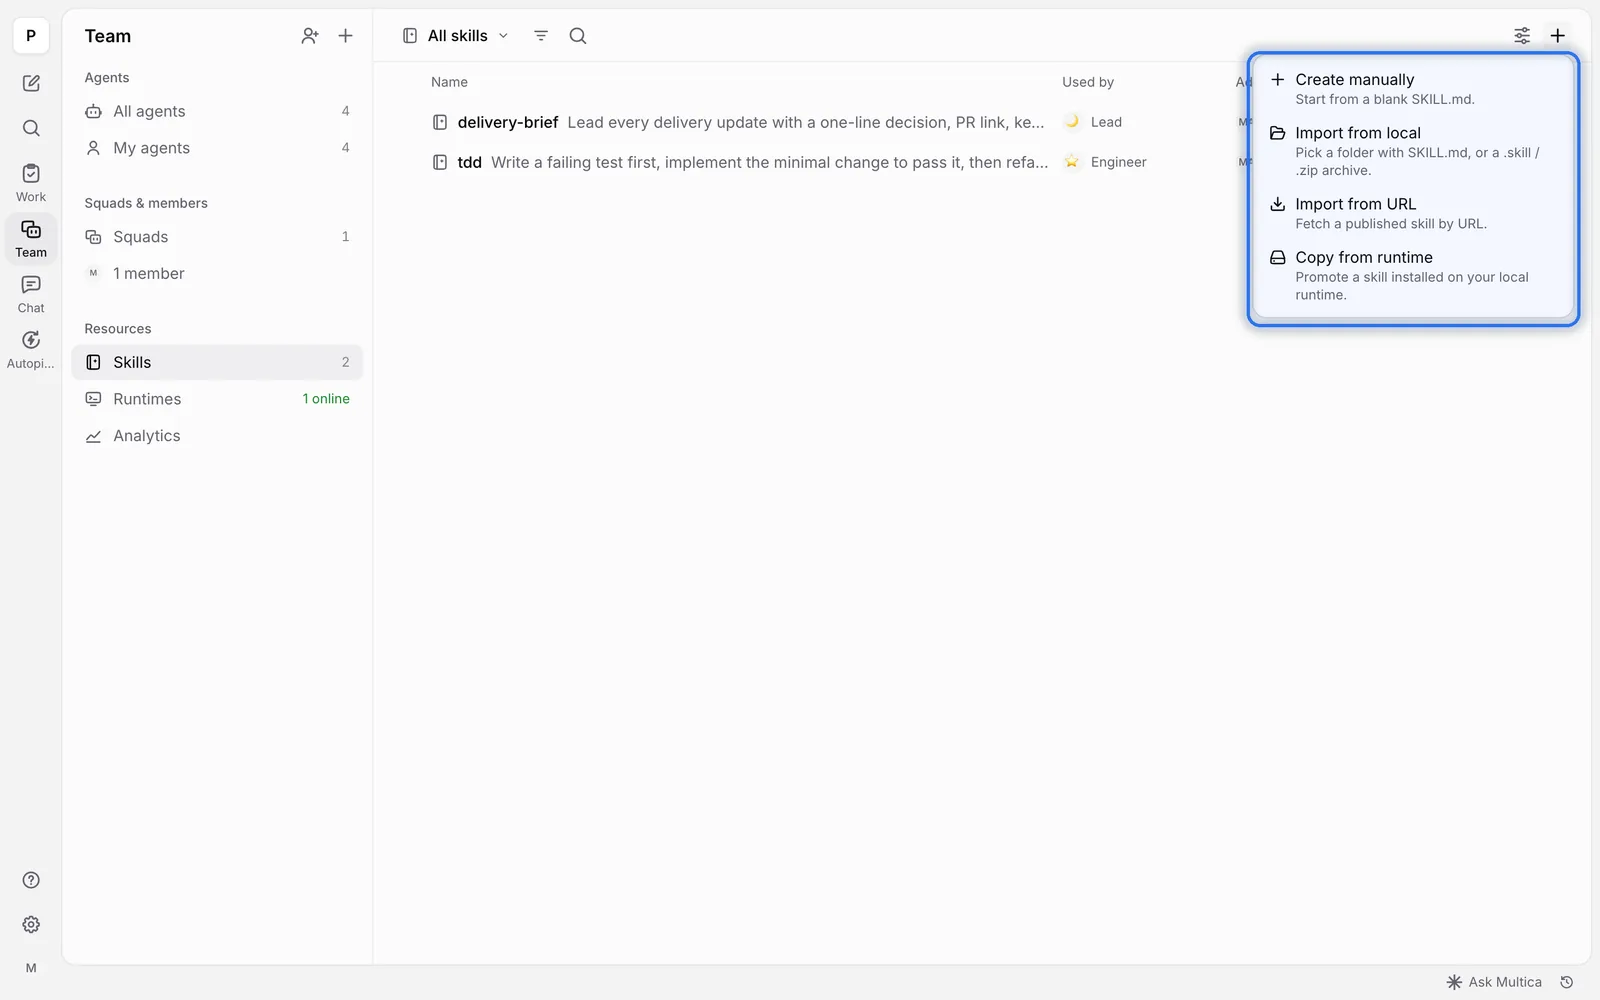 P
Work
Team
Chat
Autopi...
M
Team
Agents
All agents 4
My agents 4
Squads & members
Squads 1
M 1 member
Resources
Skills 2
Runtimes 1 online
Analytics
All skills
Name Used by
delivery-brief Lead every delivery update with a one-line decision, PR link, ke... Lead
tdd Write a failing test first, implement the minimal change to pass it, then refa... Engineer
Create manually
Start from a blank SKILL.md.
Import from local
Pick a folder with SKILL.md, or a .skill /
.zip archive.
Import from URL
Fetch a published skill by URL.
Copy from runtime
Promote a skill installed on your local
runtime.
Ask Multica